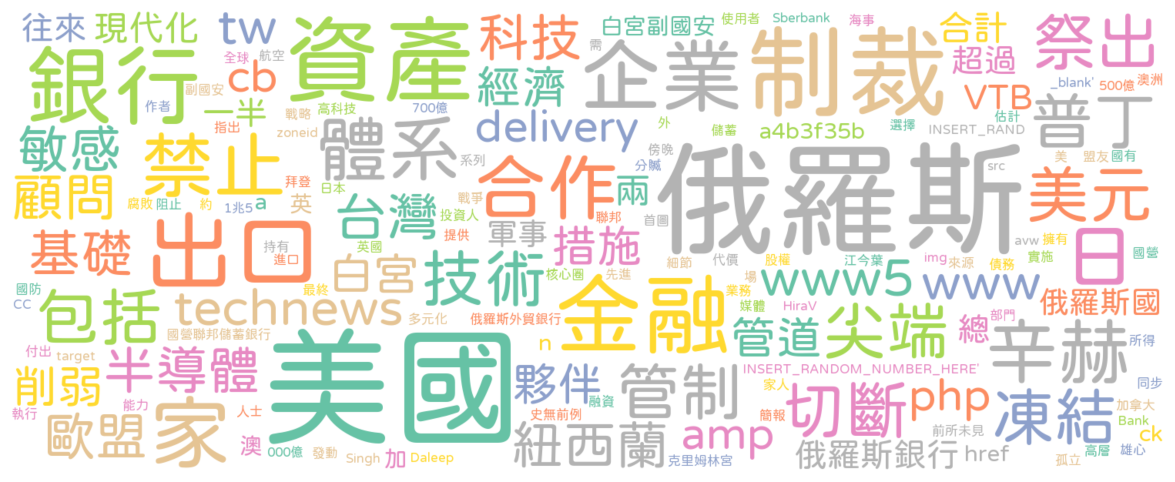 往來 現代化 tw 資產 科技 白宮副國安 使用者 Sberbank 海事 合計 祭出
銀行 全球 航空 副國安 cb 一半 經濟 需 企業 制裁 超過 _blank' 500億 澳洲
作者 指出 戰略 高科技 700億 VTB 估計 普丁
敏感 禁止 zoneid 體系 delivery 外 儲蓄 a4b3f35b 選擇 INSERT_RAND
顧問 腐敗 阻止 約 拜登 a 1兆5 英 日本 系列 合作 傍晚 分贓 兩 俄羅斯 src 美 盟友 國有 美元
基礎 出口 持有 進口 台灣 戰爭 投資人 提供 英國 軍事 聯邦 措施 首圖 細節 代價 股權 江今葉 avw 擁有 日 國營
國防 CC 包括 technews 白宮 最終 技術 核心圈 先進 金融 業務 場 www5 img 來源 www 債務 實施 俄羅斯國
國營聯邦儲蓄銀行 多元化 俄羅斯外貿銀行 n 媒體 管道 HiraV 尖端 總 部門
付出 target 半導體 美國 夥伴 INSERT_RANDOM_NUMBER_HERE' 辛赫 所得
削弱 執行 能力 家 人士 史無前例 融資 管制 家人 簡報 切斷 php 凍結 同步 加拿大
歐盟 澳 000億 發動 Singh 加 Daleep 紐西蘭 克里姆林宮 amp 俄羅斯銀行 前所未見 href 孤立 高層 Bank ck 雄心